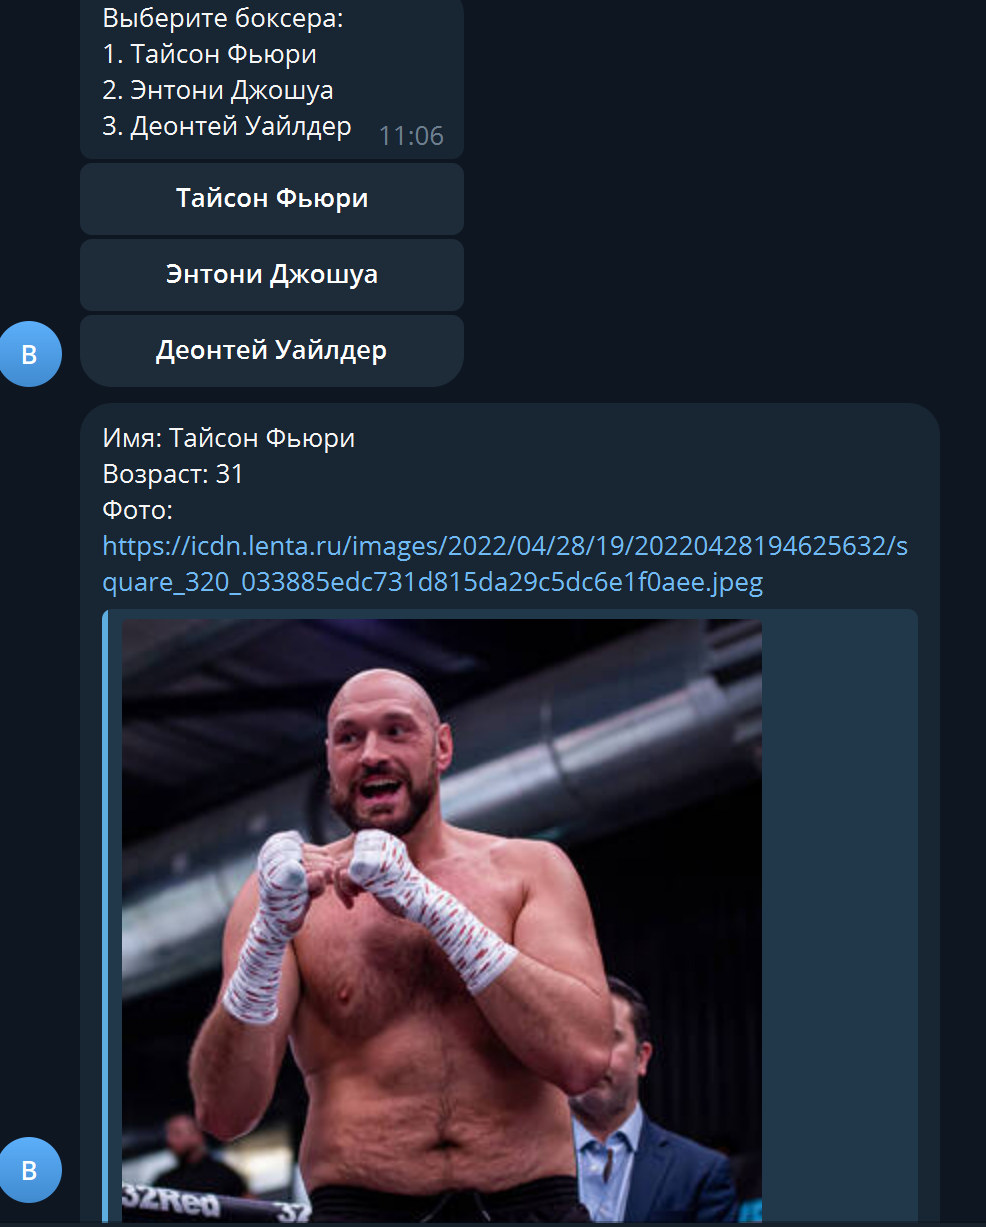 Выберите боксера:
1. Тайсон Фьюри
2. Энтони Джошуа
3. Деонтей Уайлдер
11:06
Тайсон Фьюри
Энтони Джошуа
Деонтей Уайлдер
B
Имя: Тайсон Фьюри
Возраст: 31
Фото:
https://icdn.lenta.ru/images/2022/04/28/19/20220428194625632/s
quare_320_033885edc731d815da29c5dc6e1f0aee.jpeg
32Red
32
B